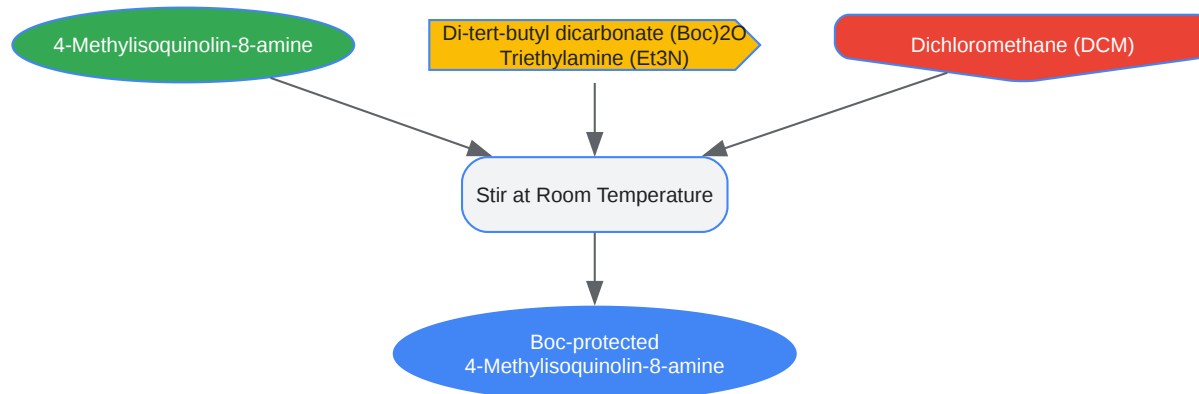 4-Methylisoquinolin-8-amine
Di-tert-butyl dicarbonate (Boc)2O
Triethylamine (Et3N)
Dichloromethane (DCM)
Stir at Room Temperature
Boc-protected
4-Methylisoquinolin-8-amine